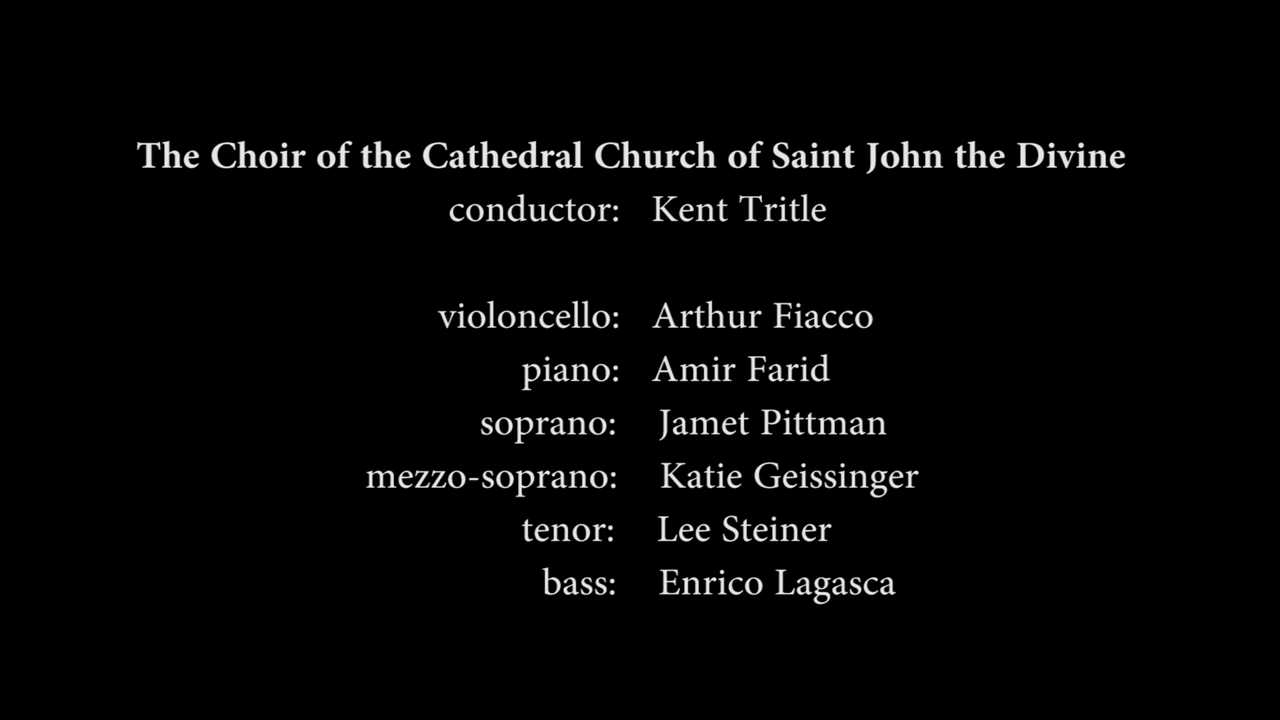 The Choir of the Cathedral Church of Saint John the Divine
conductor: Kent Tritle
violoncello: Arthur Fiacco
piano: Amir Farid
soprano: Jamet Pittman
mezzo-soprano: Katie Geissinger
tenor: Lee Steiner
bass: Enrico Lagasca